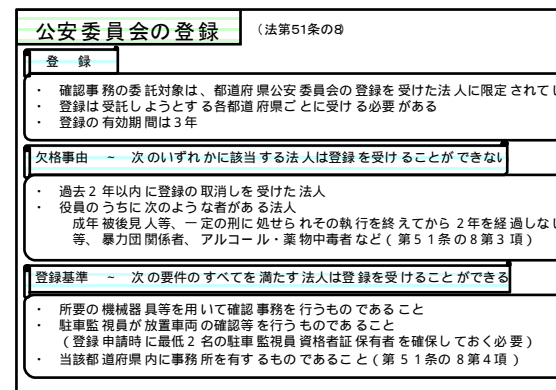 公安委員会の登録 (法第51条の8)
登 録
・ 確認事務の委託対象は、都道府県公安委員会の登録を受けた法人に限定されてい
・ 登録は受託しようとする各都道府県ごとに受ける必要がある
・ 登録の有効期間は3年
欠格事由 ~ 次のいずれかに該当する法人は登録を受けることができない
・ 過去2年以内に登録の取消しを受けた法人
・ 役員のうちに次のような者がある法人
成年被後見人等、一定の刑に処せられその執行を終えてから2年を経過しない
等、暴力団関係者、アルコール・薬物中毒者など(第51条の8第3項)
登録基準 ~ 次の要件のすべてを満たす法人は登録を受けることができる
・ 所要の機械器具等を用いて確認事務を行うものであること
・ 駐車監視員が放置車両の確認等を行うものであること
(登録申請時に最低2名の駐車監視員資格者証保有者を確保しておく必要)
・ 当該都道府県内に事務所を有するものであること(第51条の8第4項)